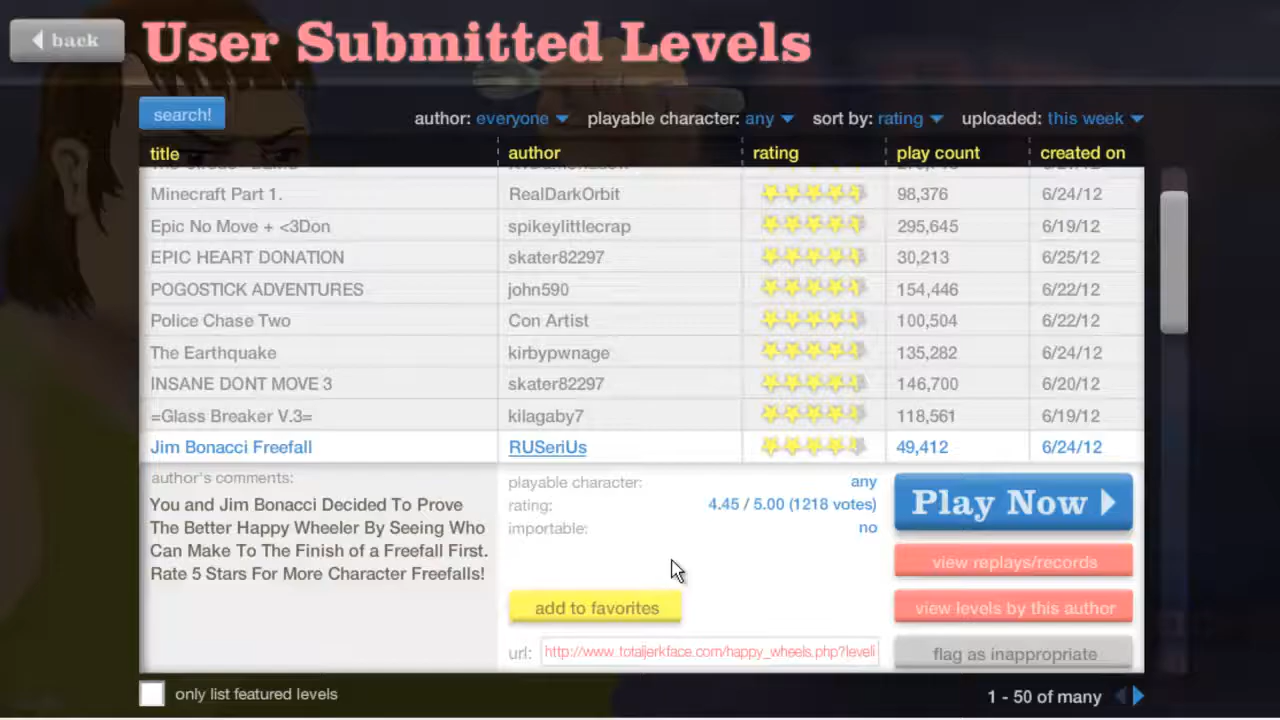 back
User Submitted Levels
search!
author: everyone playable character: any sort by: rating uploaded: this week
title author rating play count created on
Minecraft Part 1. RealDarkOrbit 98,376 6/24/12
Epic No Move + <3Don spikeylittlecrap 295,645 6/19/12
EPIC HEART DONATION skater82297 30,213 6/25/12
POGOSTICK ADVENTURES john590 154,446 6/22/12
Police Chase Two Con Artist 100,504 6/22/12
The Earthquake kirbypwnage 135,282 6/24/12
INSANE DONT MOVE 3 skater82297 146,700 6/20/12
=Glass Breaker V.3= kilagaby7 118,561 6/19/12
Jim Bonacci Freefall RUSeriUs 49,412 6/24/12
author's comments:
You and Jim Bonacci Decided To Prove
The Better Happy Wheeler By Seeing Who
Can Make To The Finish of a Freefall First.
Rate 5 Stars For More Character Freefalls!
playable character: any
rating: 4.45 / 5.00 (1218 votes)
importable: no
add to favorites
url: http://www.totaljerkface.com/happy_wheels.php?leveli
Play Now
view replays/records
view levels by this author
flag as inappropriate
only list featured levels
1 - 50 of many